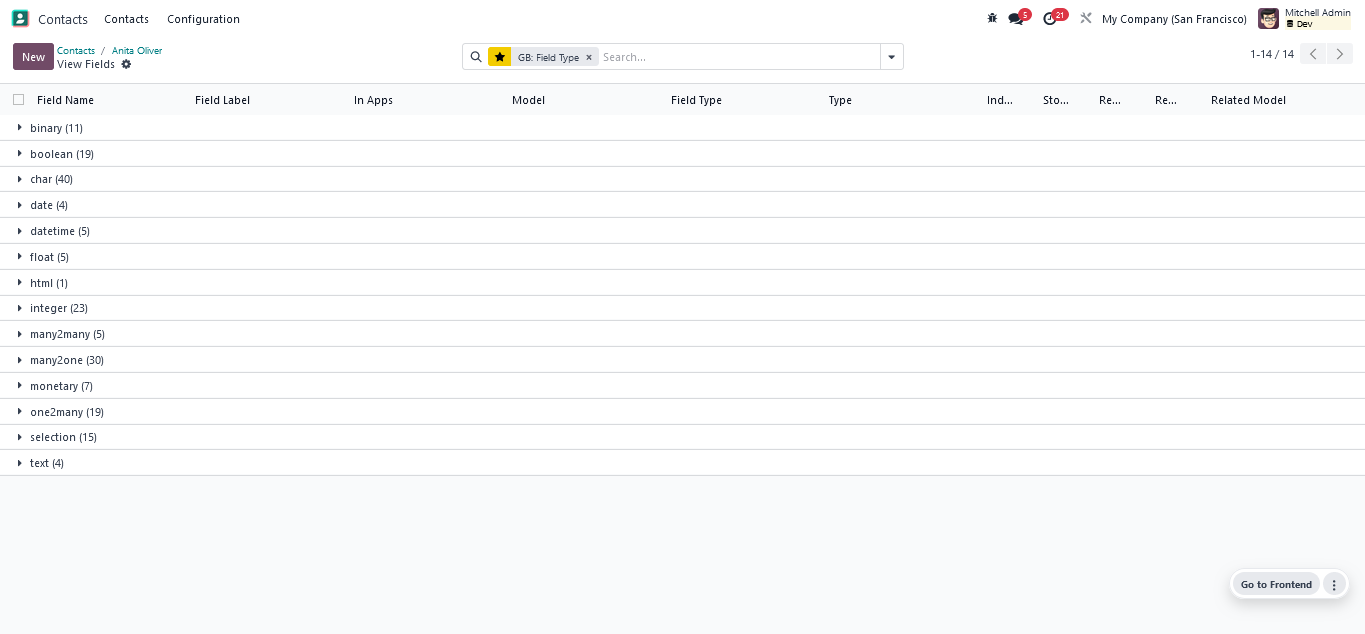 Contacts Contacts Configuration 5 21 My Company (San Francisco) Mitchell Admin
Dev
New Contacts / Anita Oliver
View Fields
GB: Field Type × Search...
1-14 / 14
Field Name Field Label In Apps Model Field Type Type Ind... Sto... Re... Re... Related Model
binary (11)
boolean (19)
char (40)
date (4)
datetime (5)
float (5)
html (1)
integer (23)
many2many (5)
many2one (30)
monetary (7)
one2many (19)
selection (15)
text (4)
Go to Frontend